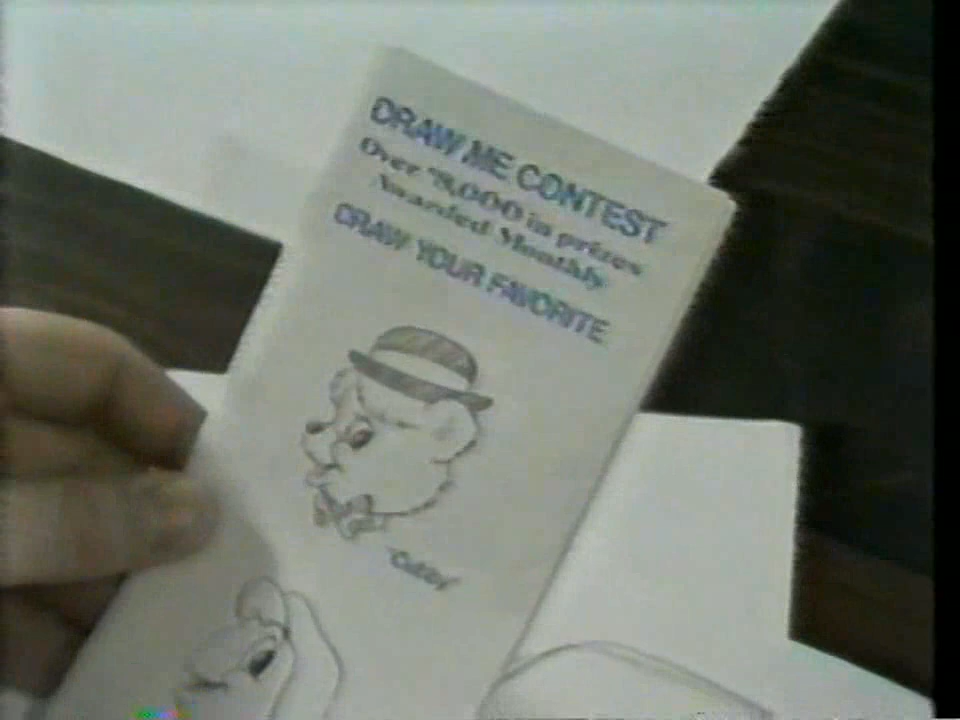 DRAW ME CONTEST
Over $8,000 in prizes
Awarded Monthly
DRAW YOUR FAVORITE
"Cubby"